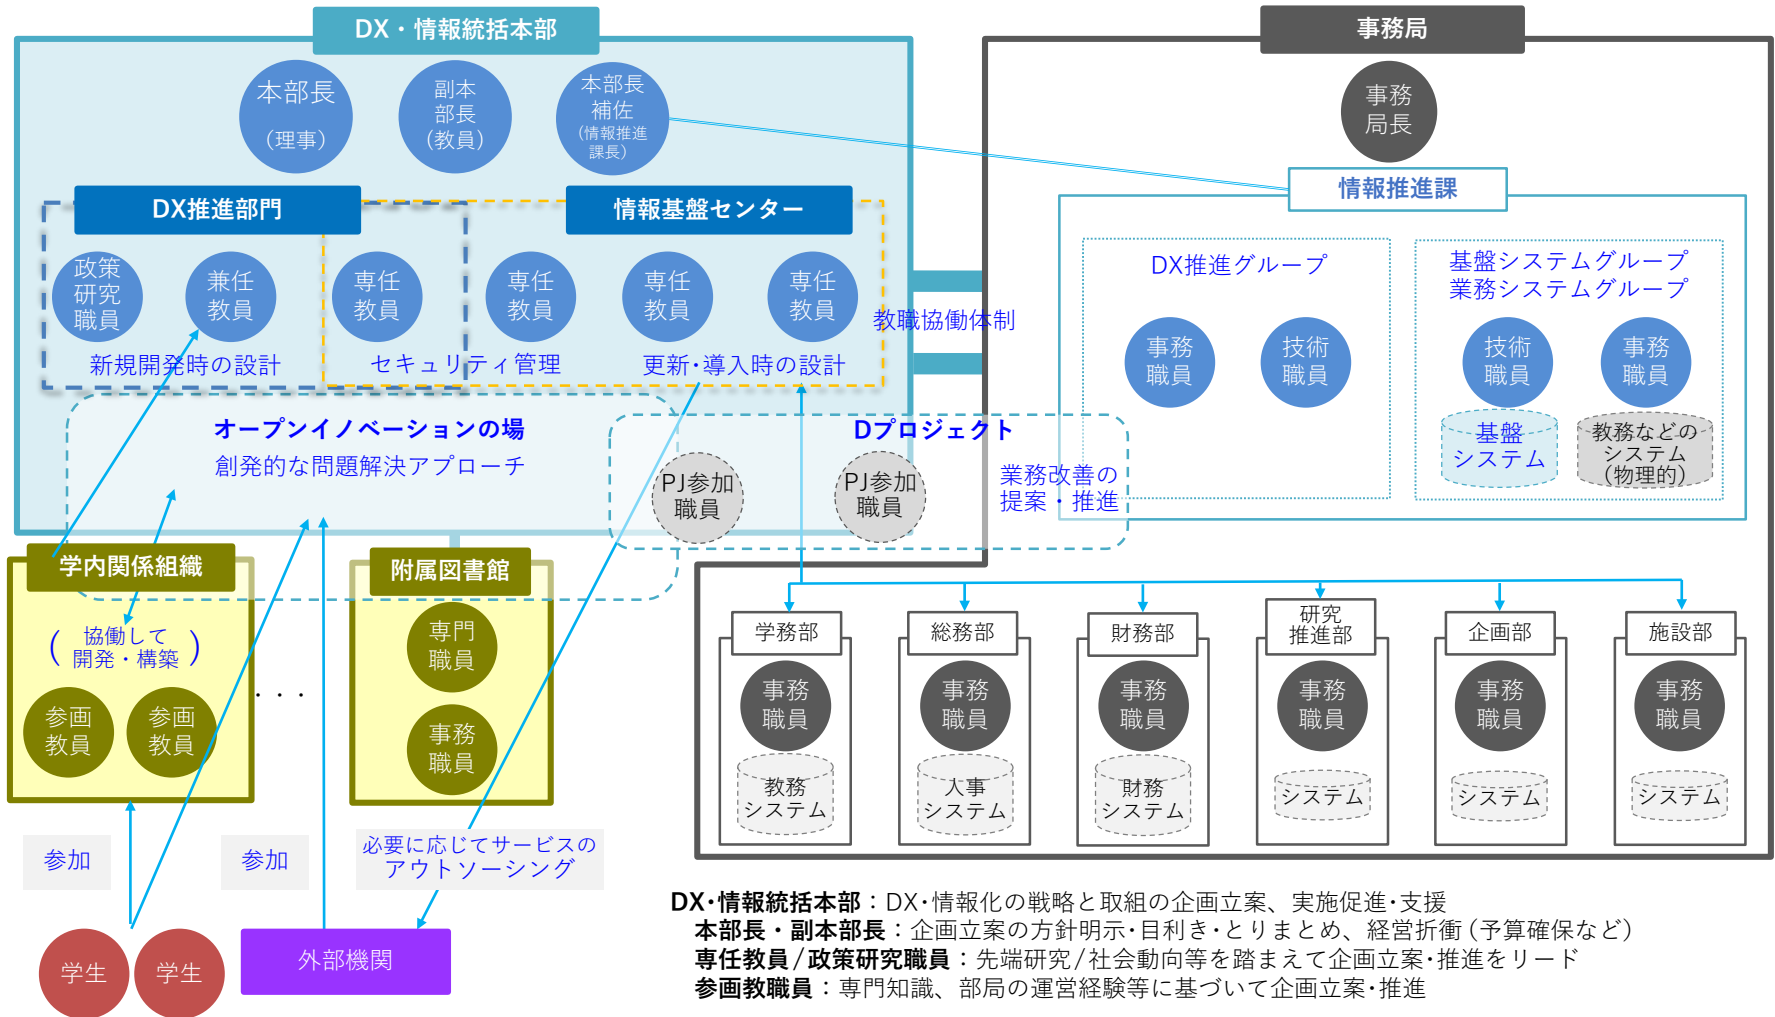 DX・情報統括本部
本部長
(理事)
副本
部長
(教員)
本部長
補佐
(情報推進
課長)
DX推進部門
情報基盤センター
政策
研究
職員
兼任
教員
専任
教員
専任
教員
専任
教員
専任
教員
新規開発時の設計
セキュリティ管理
更新・導入時の設計
教職協働体制
オープンイノベーションの場
創発的な問題解決アプローチ
Dプロジェクト
PJ参加
職員
PJ参加
職員
業務改善の
提案・推進
事務局
事務
局長
情報推進課
DX推進グループ
事務
職員
技術
職員
基盤システムグループ
業務システムグループ
技術
職員
事務
職員
基盤
システム
教務などの
システム
(物理的)
学内関係組織
( 協働して
開発・構築 )
参画
教員
参画
教員
・・・
附属図書館
専門
職員
事務
職員
学務部
事務
職員
教務
システム
総務部
事務
職員
人事
システム
財務部
事務
職員
財務
システム
研究
推進部
事務
職員
システム
企画部
事務
職員
システム
施設部
事務
職員
システム
参加
参加
必要に応じてサービスの
アウトソーシング
学生
学生
外部機関
DX・情報統括本部：DX・情報化の戦略と取組の企画立案、実施促進・支援
本部長・副本部長：企画立案の方針明示・目利き・とりまとめ、経営折衝(予算確保など)
専任教員/政策研究職員：先端研究/社会動向等を踏まえて企画立案・推進をリード
参画教職員：専門知識、部局の運営経験等に基づいて企画立案・推進